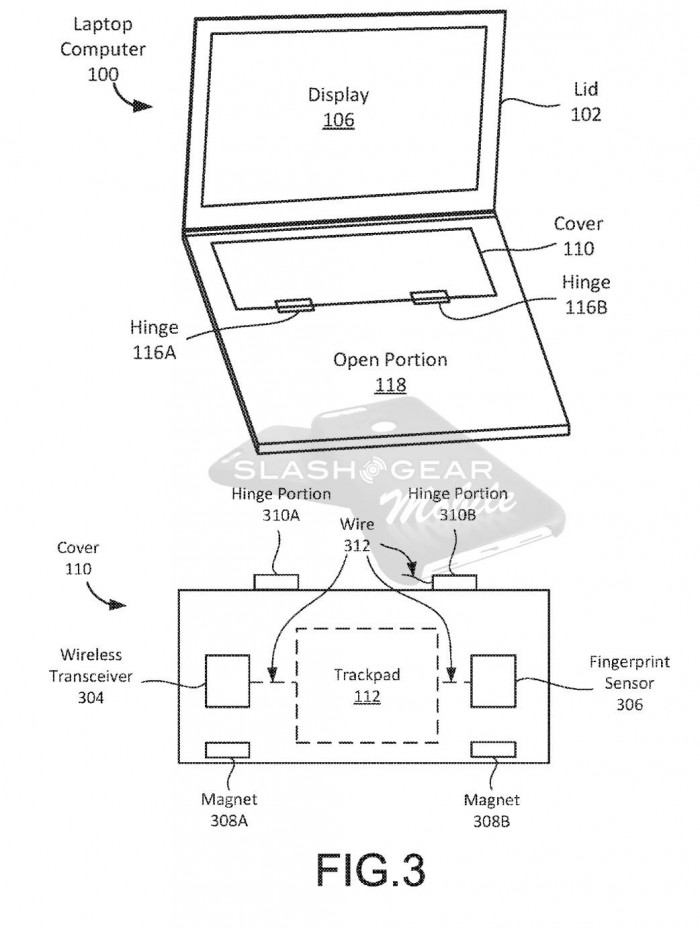 Laptop
Computer
100
Display
106
Lid
102
Cover
110
Hinge
116B
Hinge
116A
Open Portion
118
SLASH GEAR
Mobile
Hinge Portion
310A
Hinge Portion
310B
Wire
312
Cover
110
Wireless
Transceiver
304
Trackpad
112
Fingerprint
Sensor
306
Magnet
308A
Magnet
308B
FIG.3